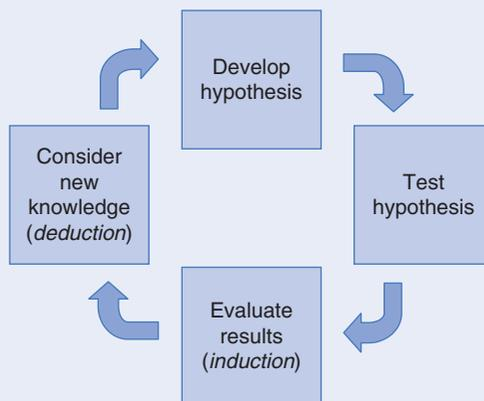 Develop
hypothesis
Test
hypothesis
Evaluate
results
(induction)
Consider
new
knowledge
(deduction)